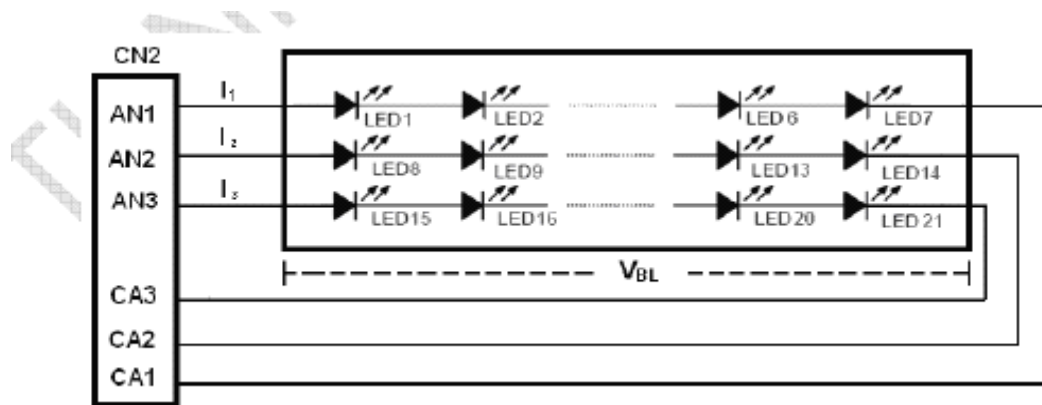 CN2
AN1
I₁
LED1
LED2
LED6
LED7
AN2
I₂
LED8
LED9
LED13
LED14
AN3
I₃
LED15
LED16
LED20
LED21
V_BL
CA3
CA2
CA1